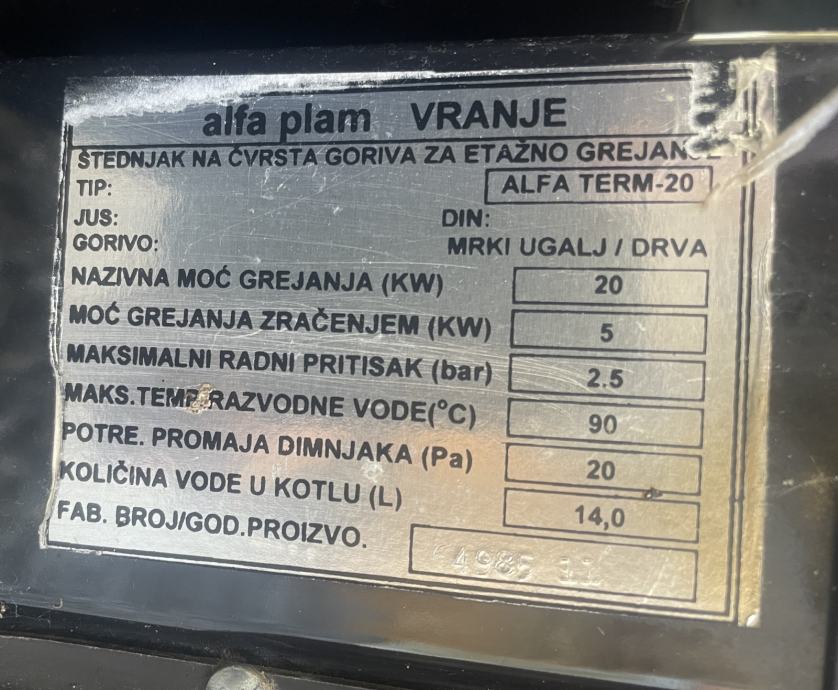 alfa plam VRANJE
ŠTEDNJAK NA ČVRSTA GORIVA ZA ETAŽNO
TIP: ALFA TERM-20
JUS: DIN:
GORIVO: MRKI UGALJ / DRVA
NAZIVNA MOĆ GREJANJA (KW) 20
MOĆ GREJANJA ZRAČENJEM (KW) 5
MAKSIMALNI RADNI PRITISAK (bar) 2.5
MAKS.TEMP RAZVODNE VODE(°C) 90
POTRE. PROMAJA DIMNJAKA (Pa) 20
KOLIČINA VODE U KOTLU (L) 14,0
FAB. BROJ/GOD.PROIZVO. 11